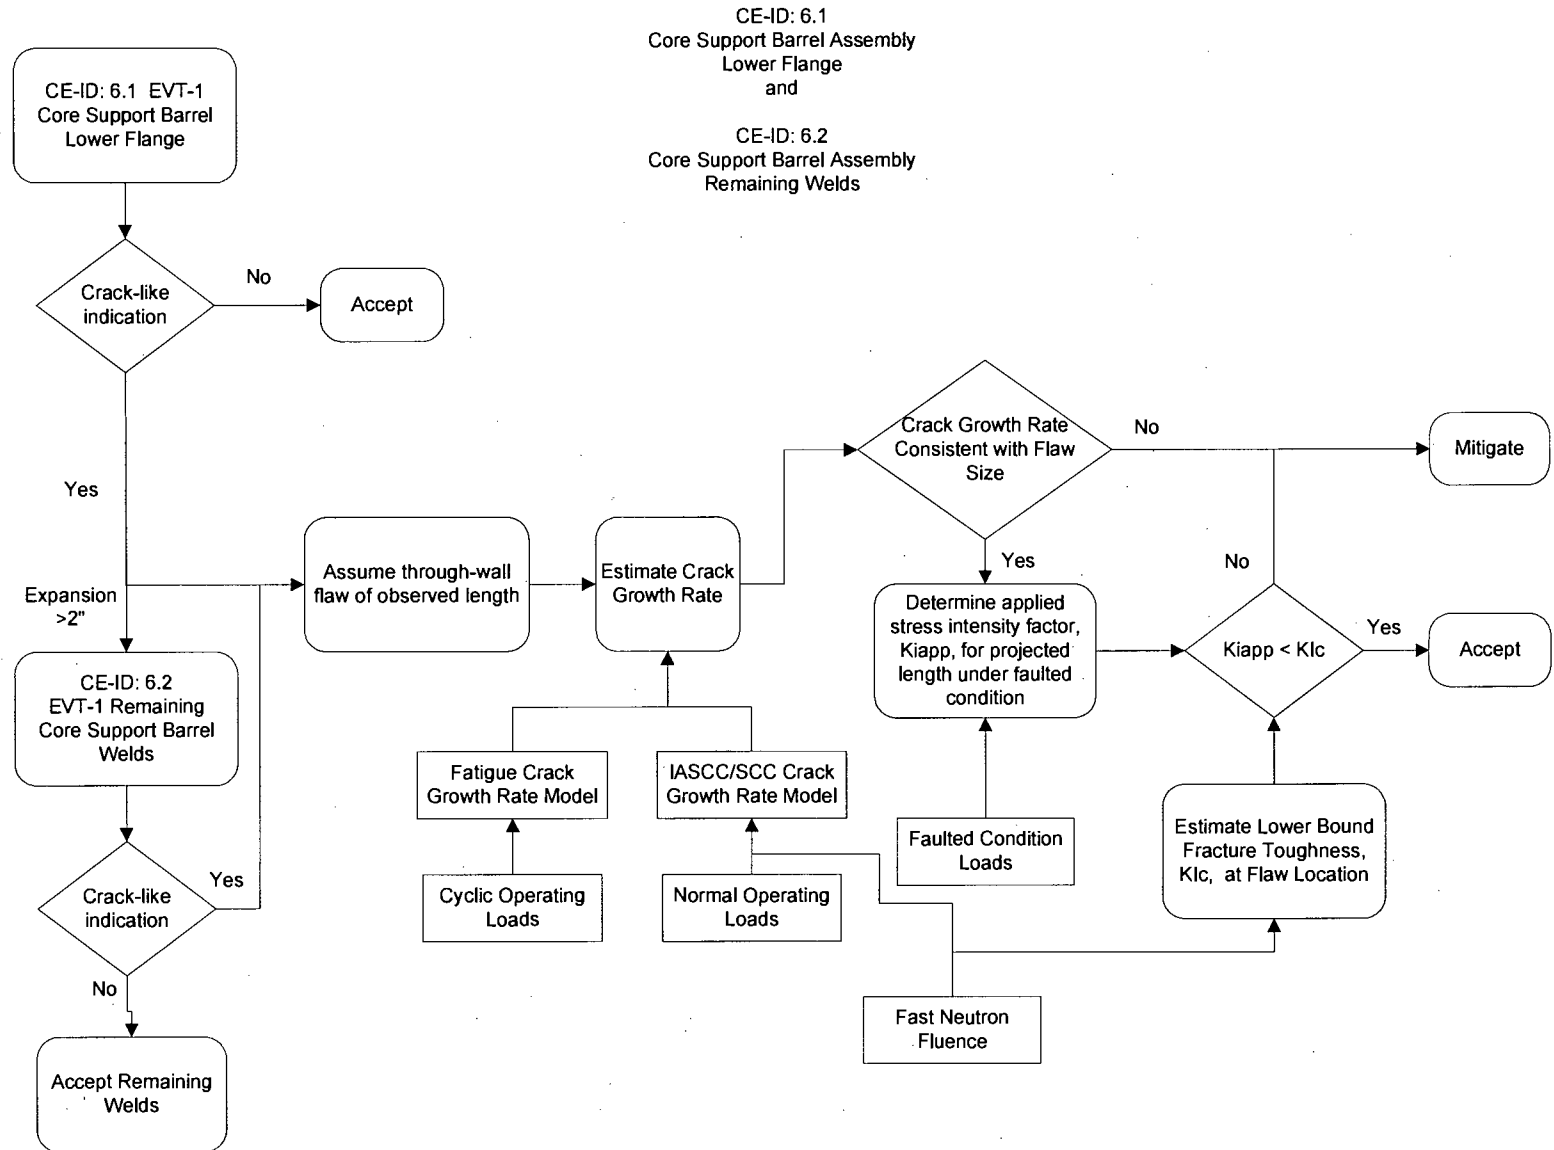 CE-ID: 6.1
Core Support Barrel Assembly
Lower Flange
and
CE-ID: 6.2
Core Support Barrel Assembly
Remaining Welds
CE-ID: 6.1 EVT-1
Core Support Barrel
Lower Flange
Crack-like
indication
No
Accept
Yes
Expansion
>2"
CE-ID: 6.2
EVT-1 Remaining
Core Support Barrel
Welds
Crack-like
indication
Yes
No
Accept Remaining
Welds
Assume through-wall
flaw of observed length
Estimate Crack
Growth Rate
Fatigue Crack
Growth Rate Model
IASCC/SCC Crack
Growth Rate Model
Cyclic Operating
Loads
Normal Operating
Loads
Crack Growth Rate
Consistent with Flaw
Size
No
Mitigate
Yes
Determine applied
stress intensity factor,
Kiapp, for projected
length under faulted
condition
No
Kiapp < KIc
Yes
Accept
Faulted Condition
Loads
Estimate Lower Bound
Fracture Toughness,
KIc, at Flaw Location
Fast Neutron
Fluence